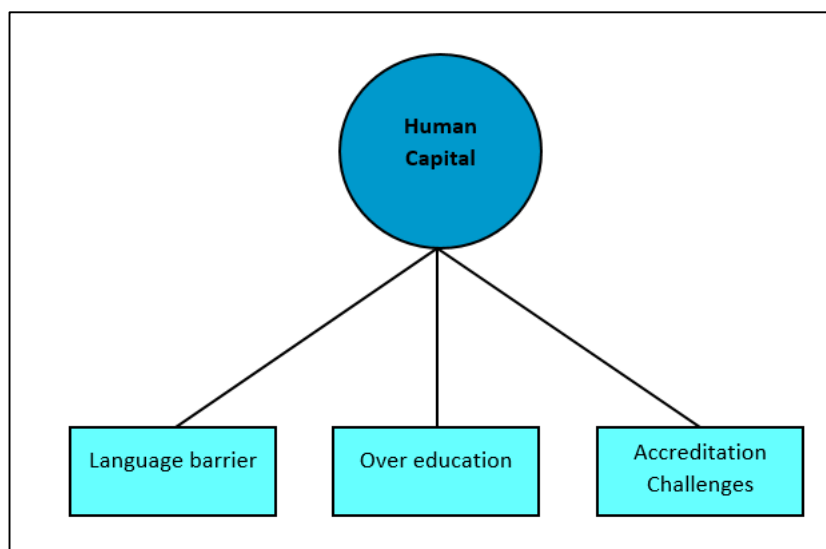 Human
Capital
Language barrier
Over education
Accreditation
Challenges